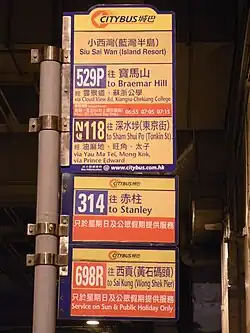 CITYBUS 城巴
小西灣(藍灣半島)
Siu Sai Wan (Island Resort)
529P 往 寶馬山
to Braemar Hill
經 雲景道、蘇浙公學
via Cloud View Rd, Kiangsu-Chekiang College
06:55 07:05 07:15
N118 往 深水埗(東京街)
to Sham Shui Po (Tonkin St)
經 油麻地、旺角、太子
via Yau Ma Tei, Mong Kok,
via Prince Edward
www.citybus.com.hk
CITYBUS 城巴
314 往 赤柱
to Stanley
只於星期日及公眾假期提供服務
CITYBUS 城巴
698R 往 西貢(黃石碼頭)
to Sai Kung (Wong Shek Pier)
只於星期日及公眾假期提供服務
Service on Sun & Public Holiday Only